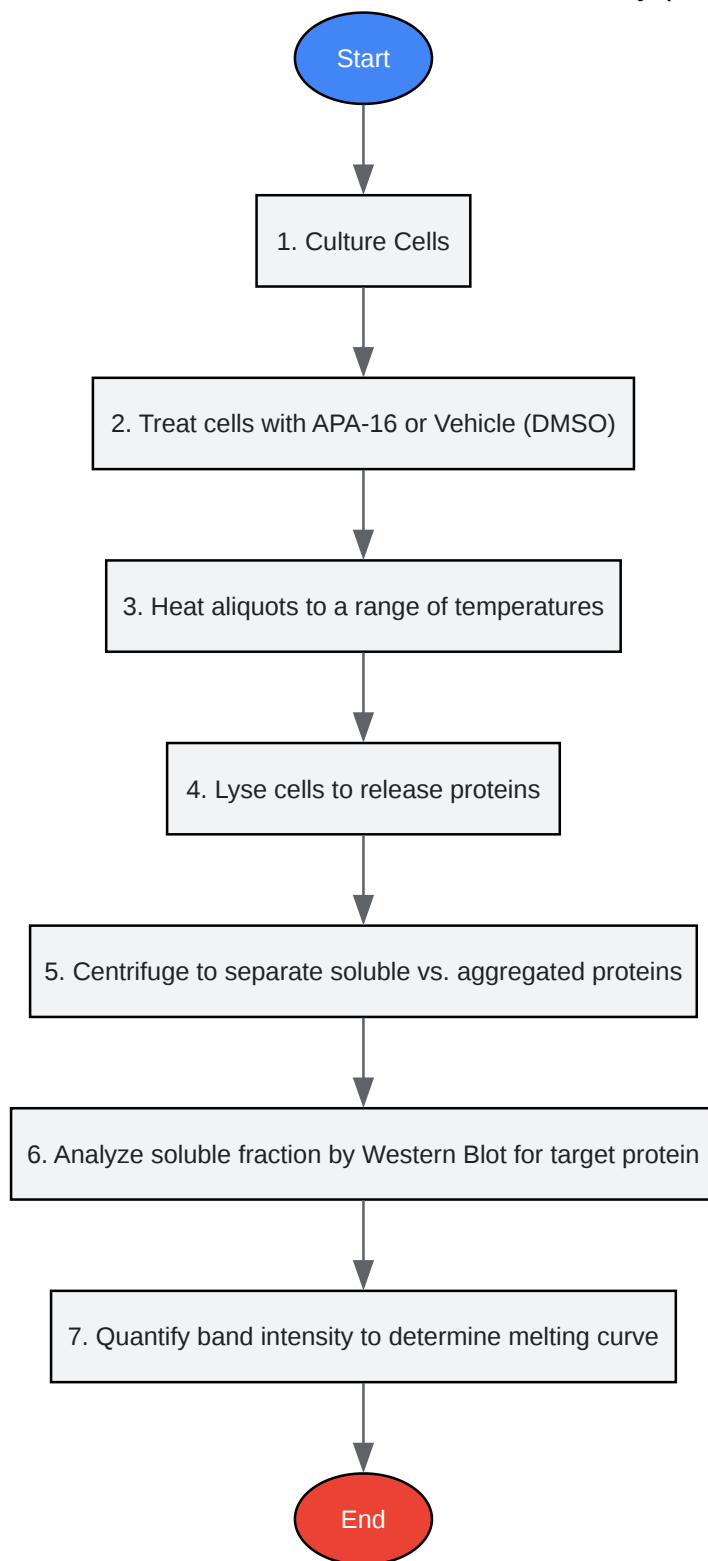 Start
1. Culture Cells
2. Treat cells with APA-16 or Vehicle (DMSO)
3. Heat aliquots to a range of temperatures
4. Lyse cells to release proteins
5. Centrifuge to separate soluble vs. aggregated proteins
6. Analyze soluble fraction by Western Blot for target protein
7. Quantify band intensity to determine melting curve
End